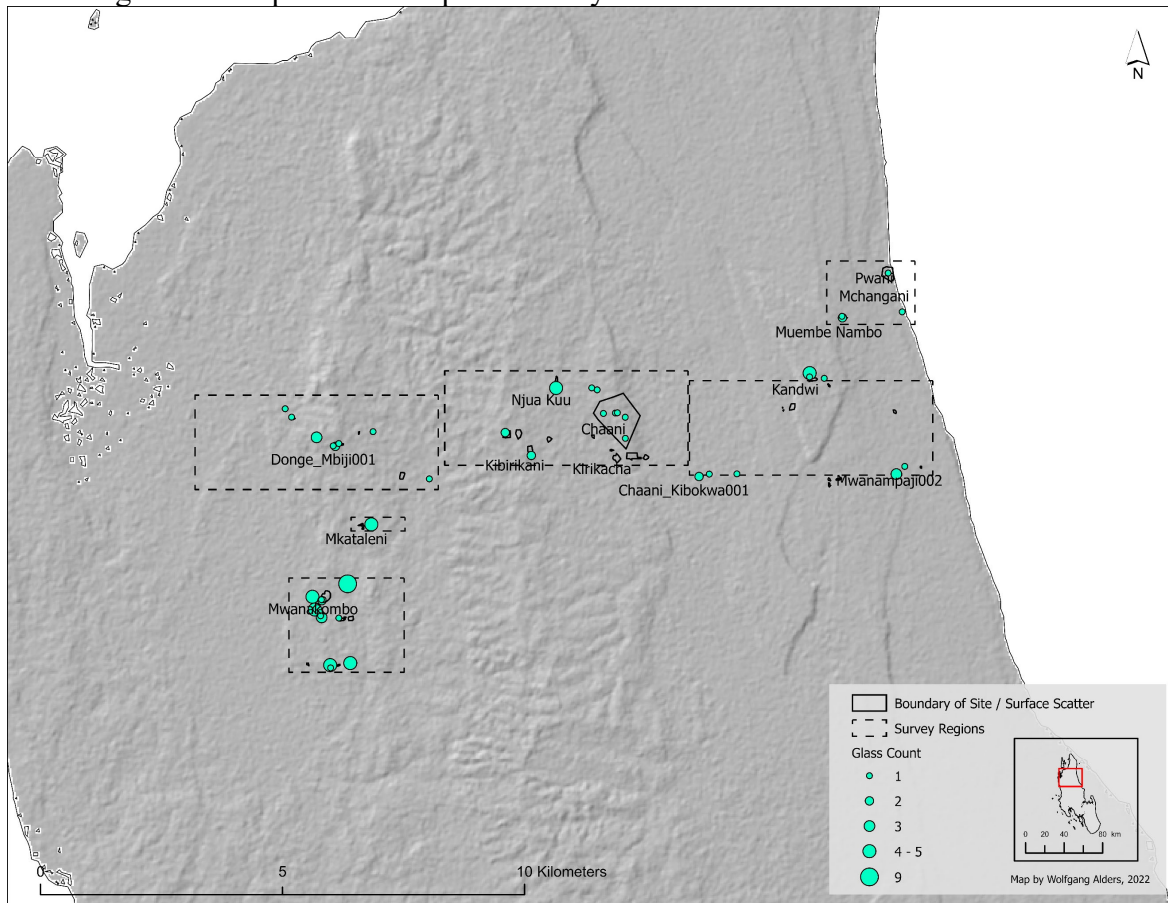 N
Pwani
Mchangani
Muembe Nambo
Kandwi
Njua Kuu
Chaani
Donge_Mbiji001
Kibirikani
Kirikacha
Chaani_Kibokwa001
Mwanampaji002
Mkataleni
Mwanakombo
Boundary of Site / Surface Scatter
Survey Regions
Glass Count
1
2
3
4 - 5
9
0 20 40 80 km
Map by Wolfgang Alders, 2022
0 5 10 Kilometers